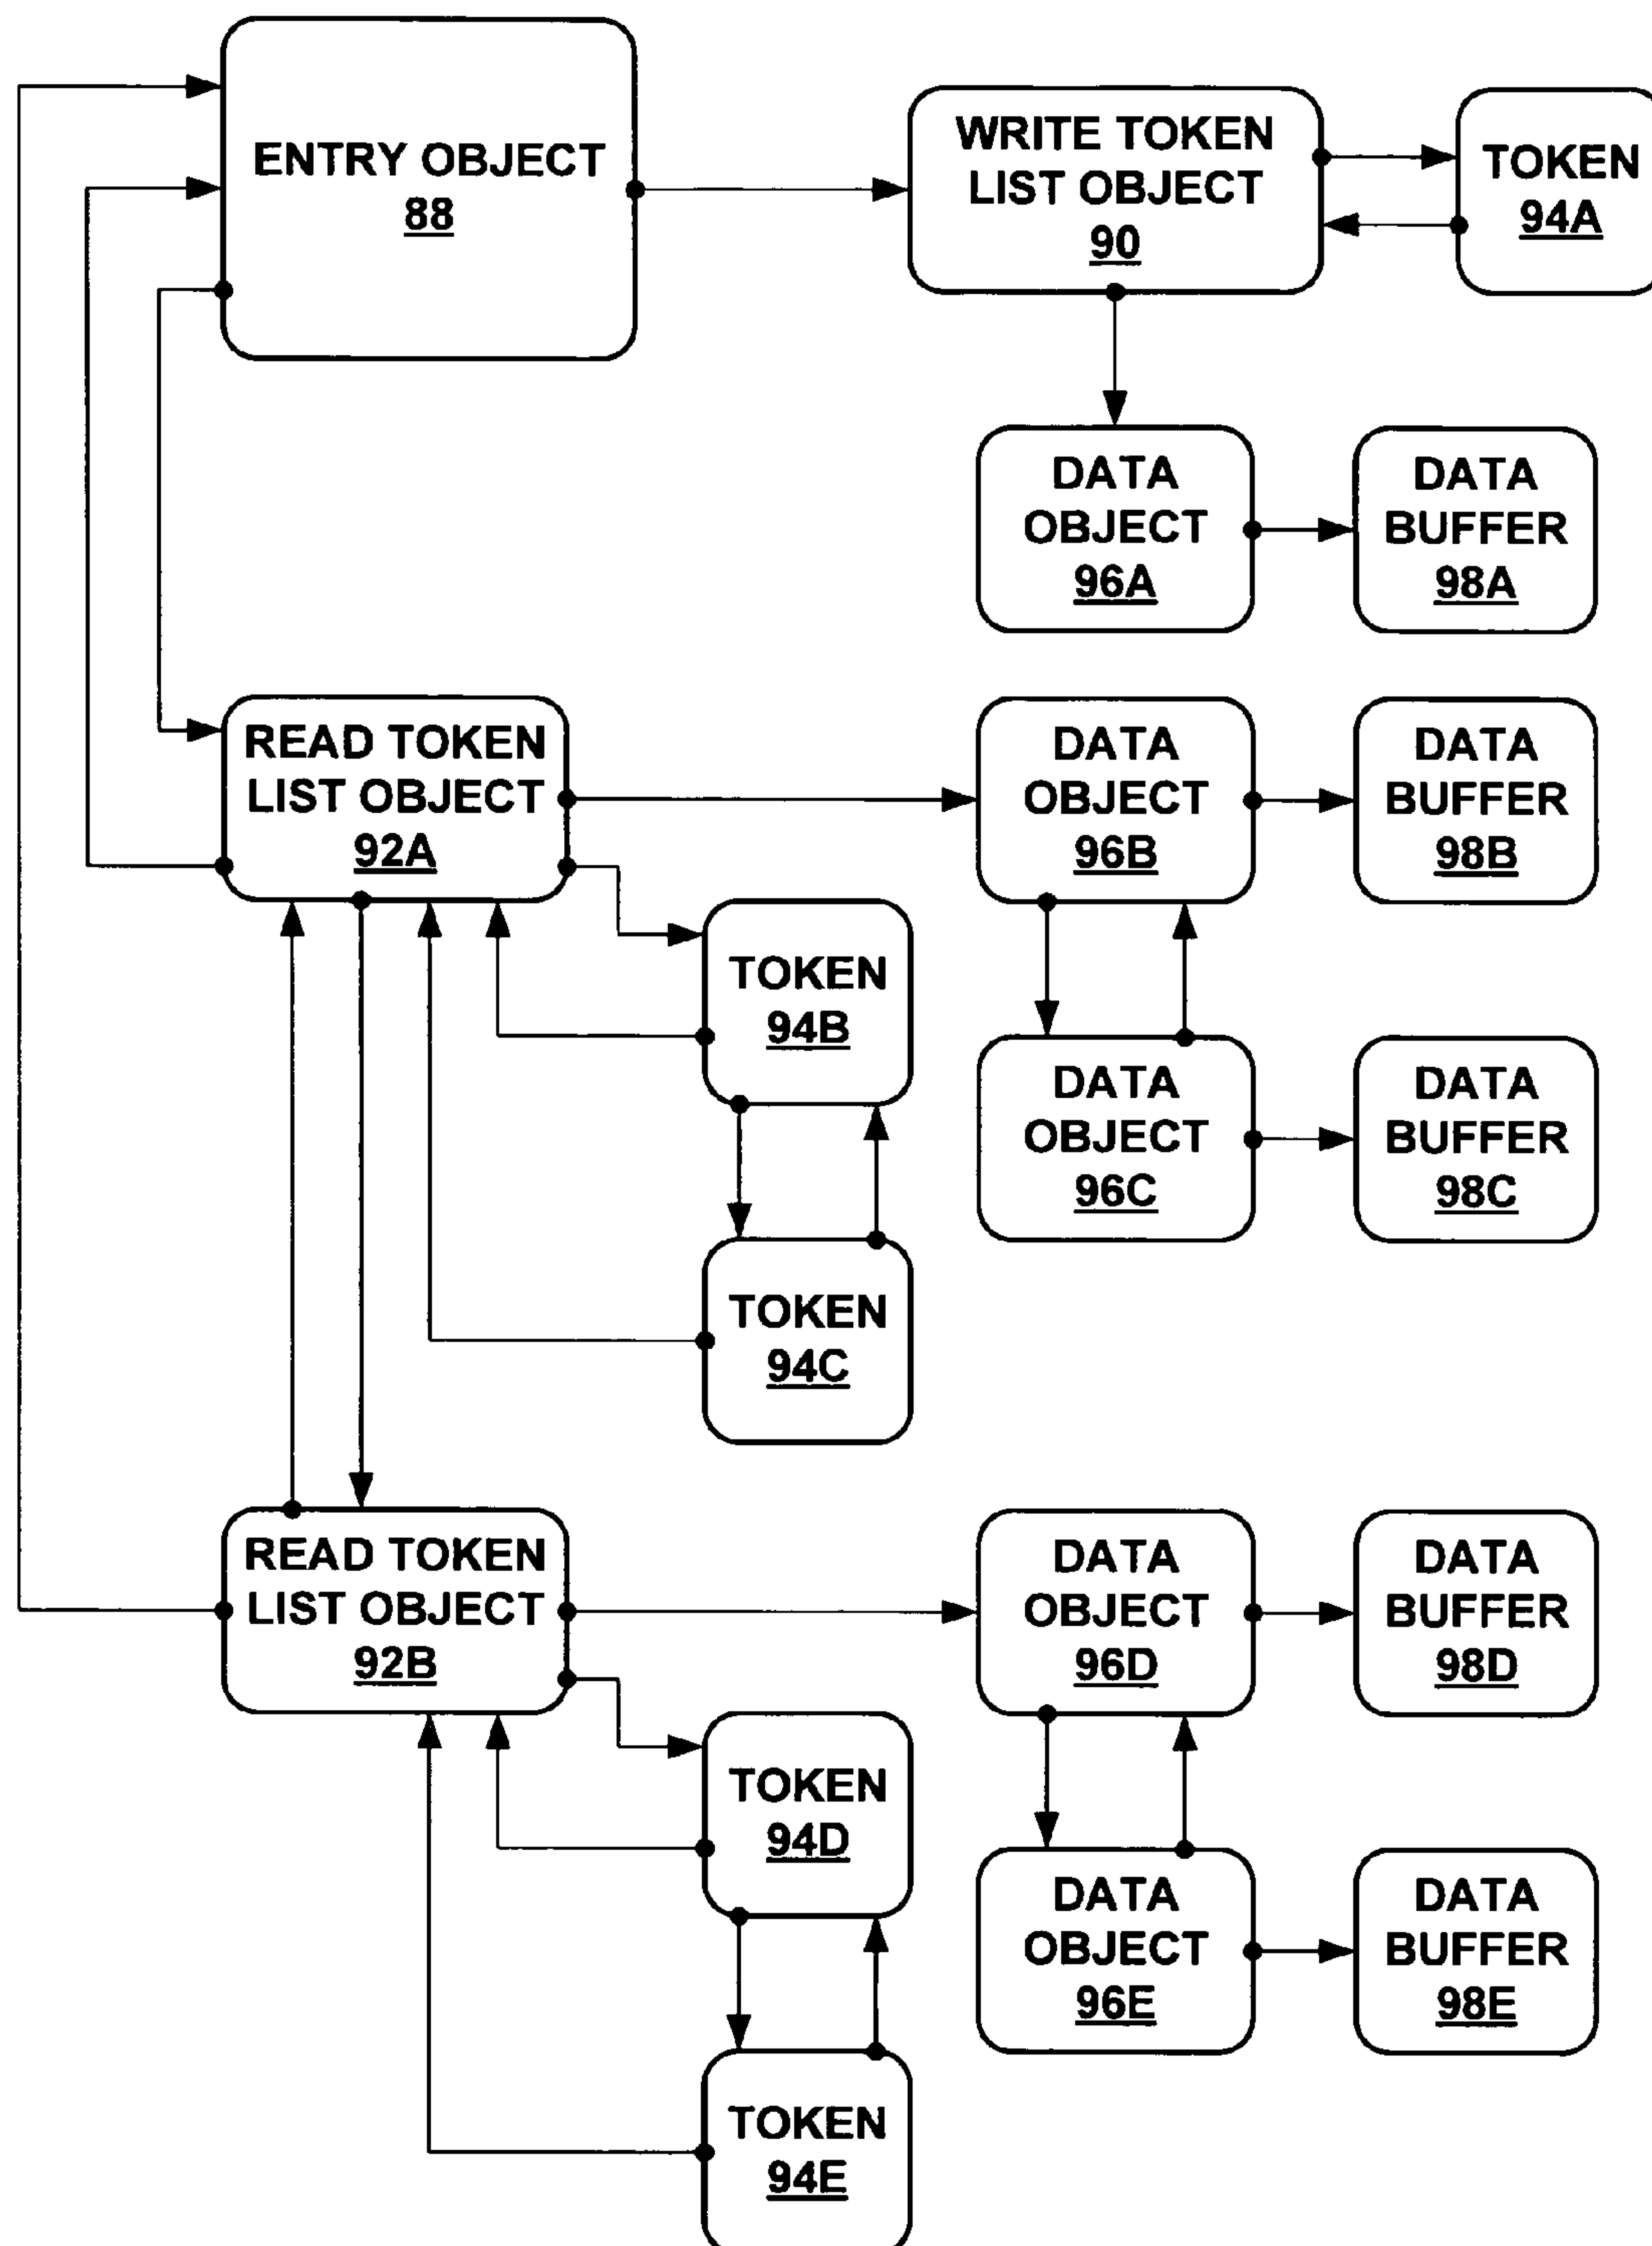 ENTRY OBJECT
88
WRITE TOKEN
LIST OBJECT
90
TOKEN
94A
DATA
OBJECT
96A
DATA
BUFFER
98A
READ TOKEN
LIST OBJECT
92A
DATA
OBJECT
96B
DATA
BUFFER
98B
TOKEN
94B
DATA
OBJECT
96C
DATA
BUFFER
98C
TOKEN
94C
READ TOKEN
LIST OBJECT
92B
DATA
OBJECT
96D
DATA
BUFFER
98D
TOKEN
94D
DATA
OBJECT
96E
DATA
BUFFER
98E
TOKEN
94E